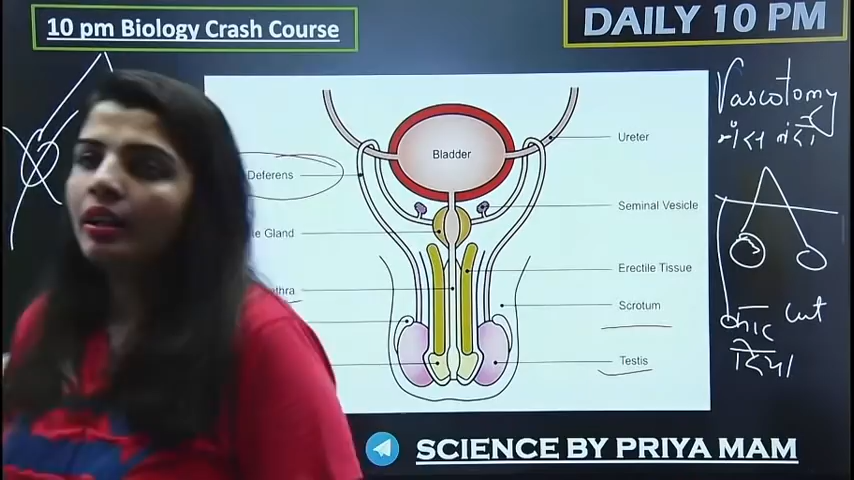 10 pm Biology Crash Course
DAILY 10 PM
Vascotomy
नस बंदी
Bladder
Ureter
Deferens
Seminal Vesicle
Gland
Erectile Tissue
Scrotum
Testis
काट cut
दिया
SCIENCE BY PRIYA MAM